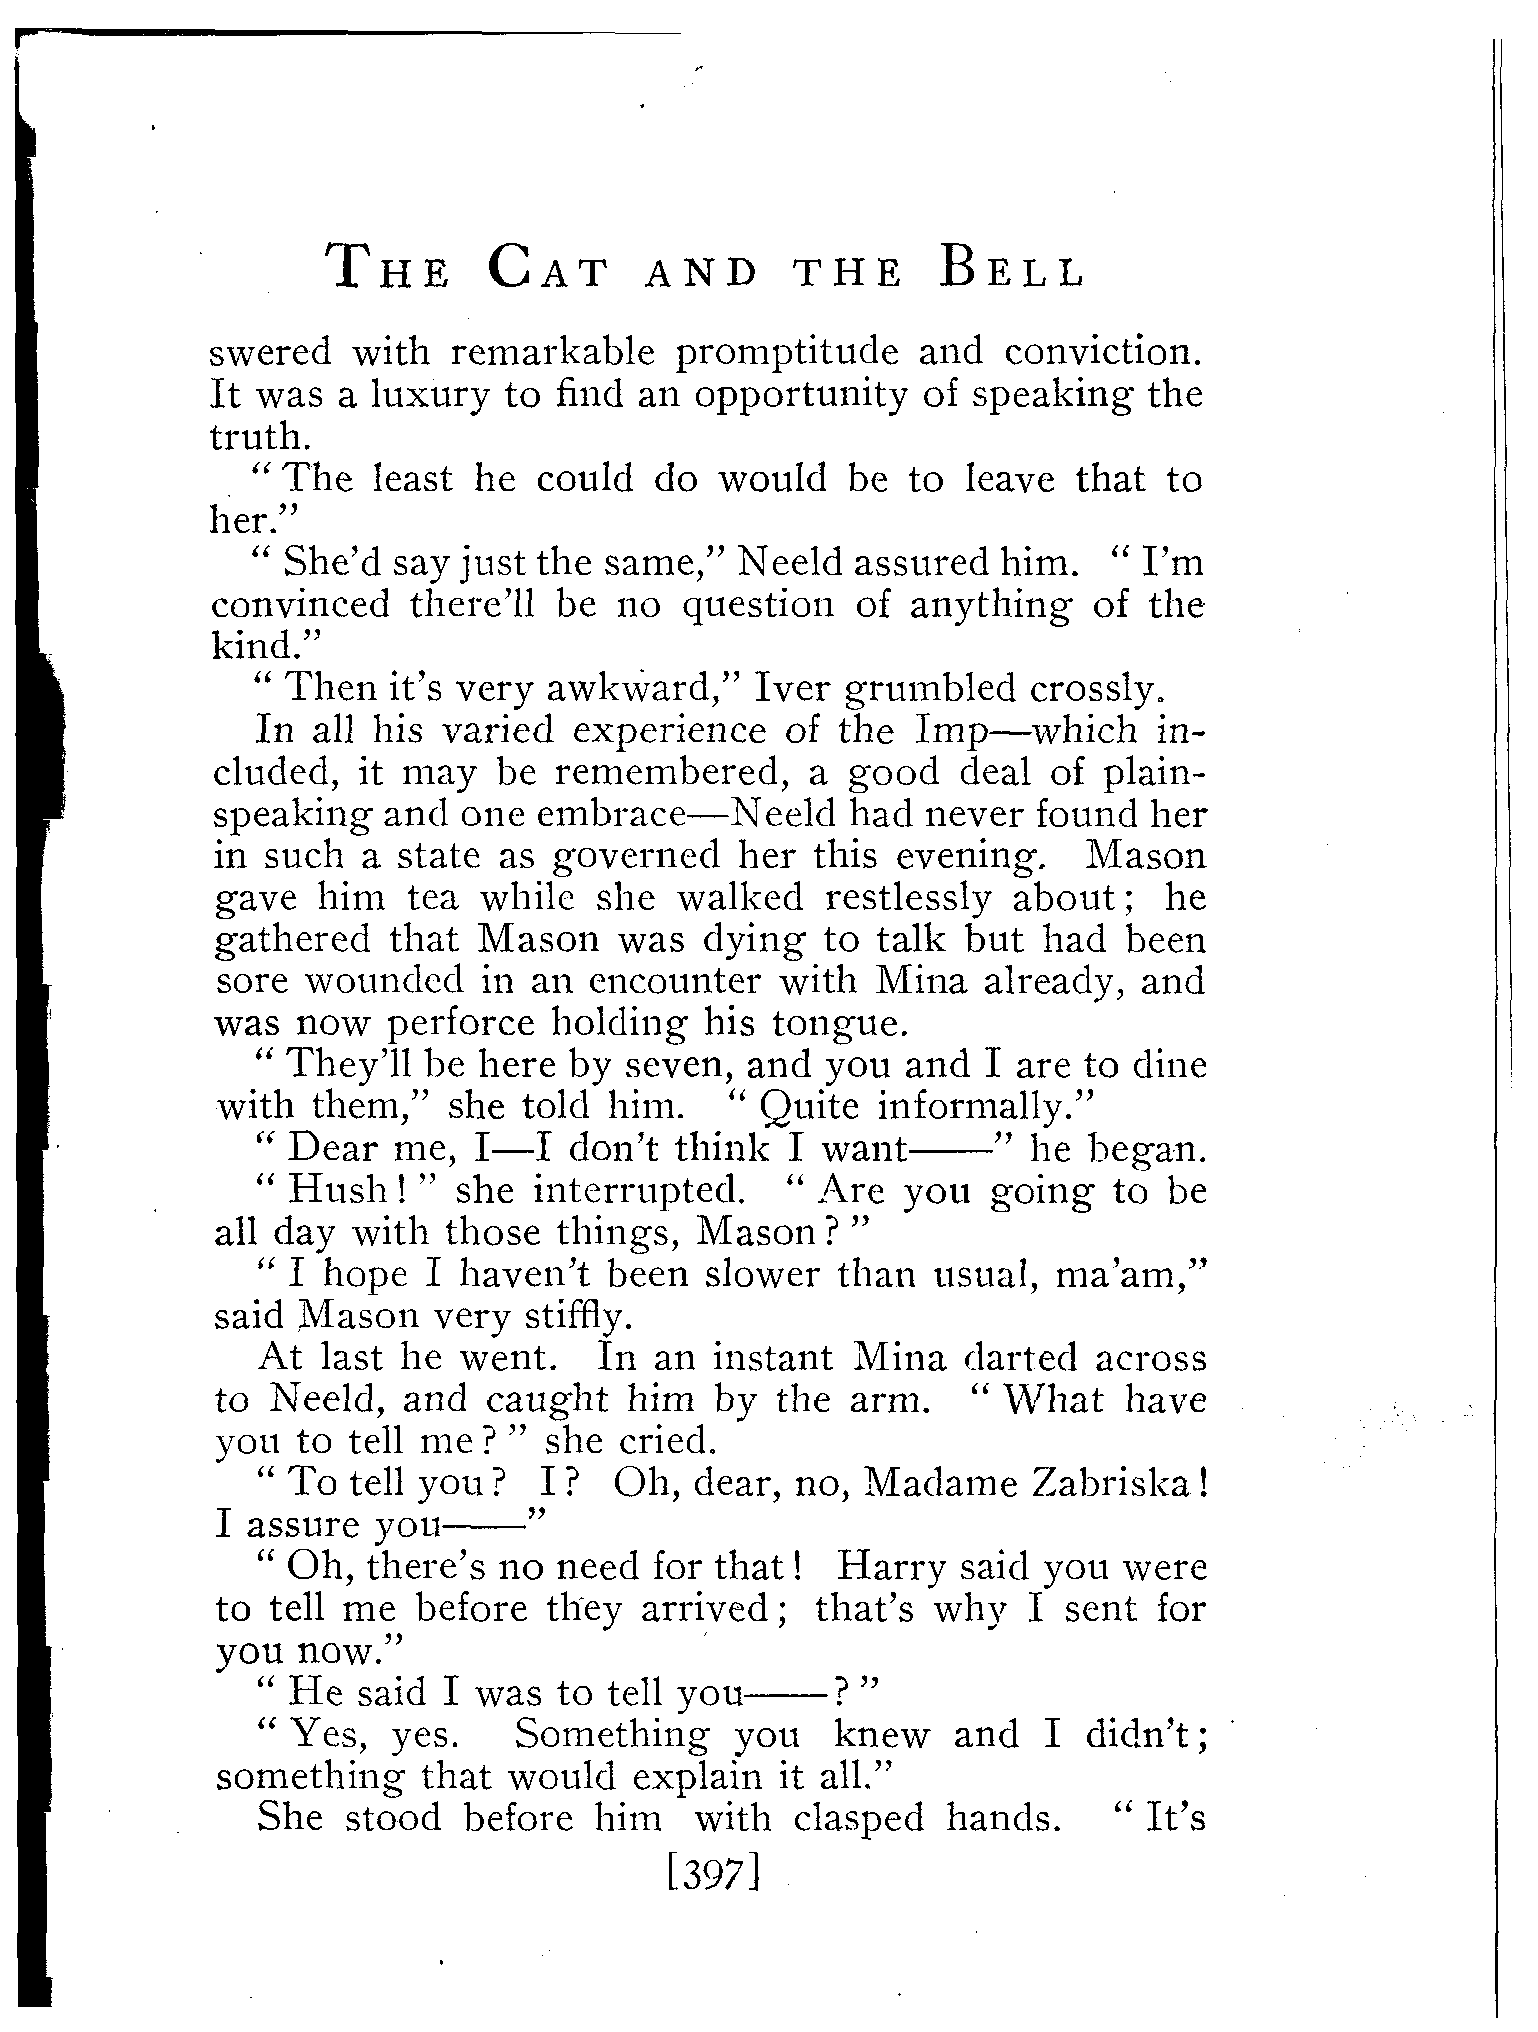 The Cat and the Bell
swered with remarkable promptitude and conviction.
It was a luxury to find an opportunity of speaking the
truth.
“ The least he could do would be to leave that to
her.”
“ She’d say just the same,” Neeld assured him. “ I’m
convinced there’ll be no question of anything of the
kind.”
“ Then it’s very awkward,” Iver grumbled crossly.
In all his varied experience of the Imp—which in-
cluded, it may be remembered, a good deal of plain-
speaking and one embrace—Neeld had never found her
in such a state as governed her this evening. Mason
gave him tea while she walked restlessly about; he
gathered that Mason was dying to talk but had been
sore wounded in an encounter with Mina already, and
was now perforce holding his tongue.
“ They’ll be here by seven, and you and I are to dine
with them,” she told him. “ Quite informally.”
“ Dear me, I—I don’t think I want——” he began.
“ Hush! ” she interrupted. “ Are you going to be
all day with those things, Mason? ”
“ I hope I haven’t been slower than usual, ma’am,”
said Mason very stiffly.
At last he went. In an instant Mina darted across
to Neeld, and caught him by the arm. “ What have
you to tell me? ” she cried.
“ To tell you? I? Oh, dear, no, Madame Zabriska!
I assure you——”
“ Oh, there’s no need for that! Harry said you were
to tell me before they arrived; that’s why I sent for
you now.”
“ He said I was to tell you——? ”
“ Yes, yes. Something you knew and I didn’t;
something that would explain it all.”
She stood before him with clasped hands. “ It’s
[397]